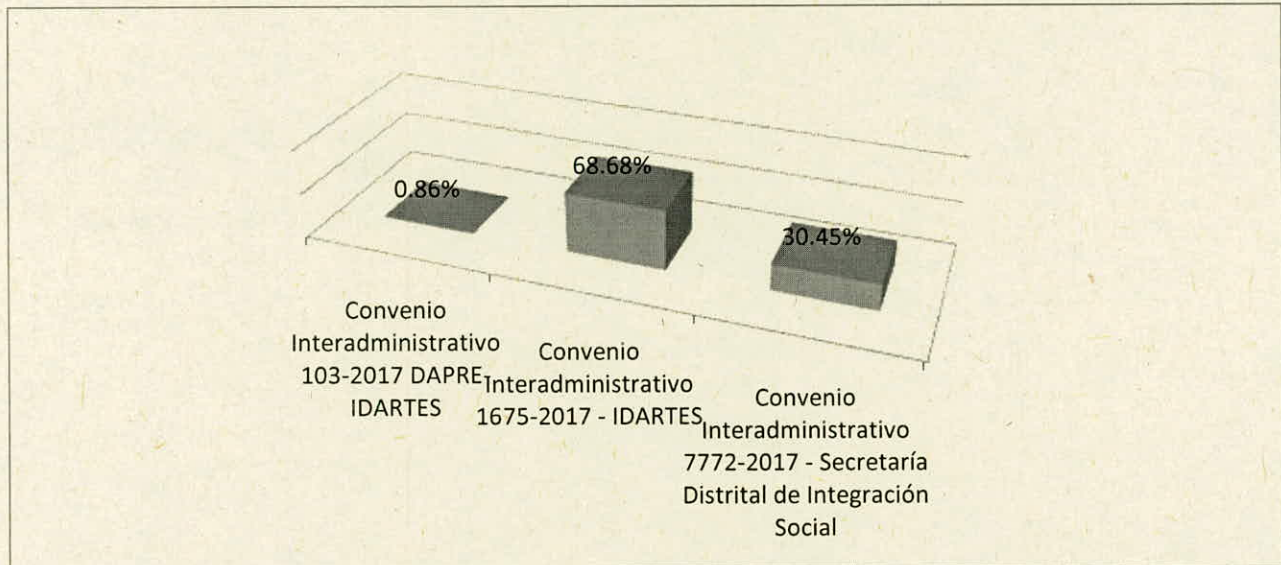 0.86%
68.68%
30.45%
Convenio
Interadministrativo
103-2017 DAPRE
IDARTES
Convenio
Interadministrativo
1675-2017 - IDARTES
Convenio
Interadministrativo
7772-2017 - Secretaría
Distrital de Integración
Social